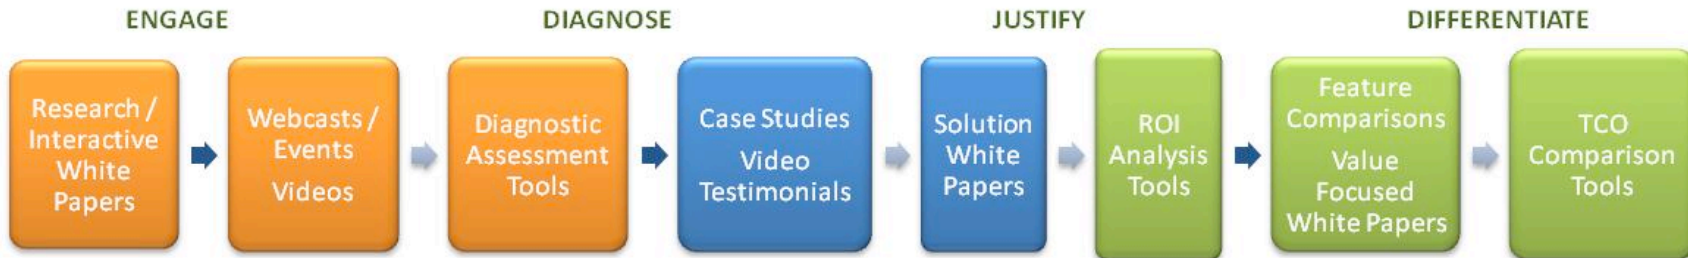 ENGAGE
DIAGNOSE
JUSTIFY
DIFFERENTIATE
Research /
Interactive
White
Papers
Webcasts /
Events
Videos
Diagnostic
Assessment
Tools
Case Studies
Video
Testimonials
Solution
White
Papers
ROI
Analysis
Tools
Feature
Comparisons
Value
Focused
White Papers
TCO
Comparison
Tools